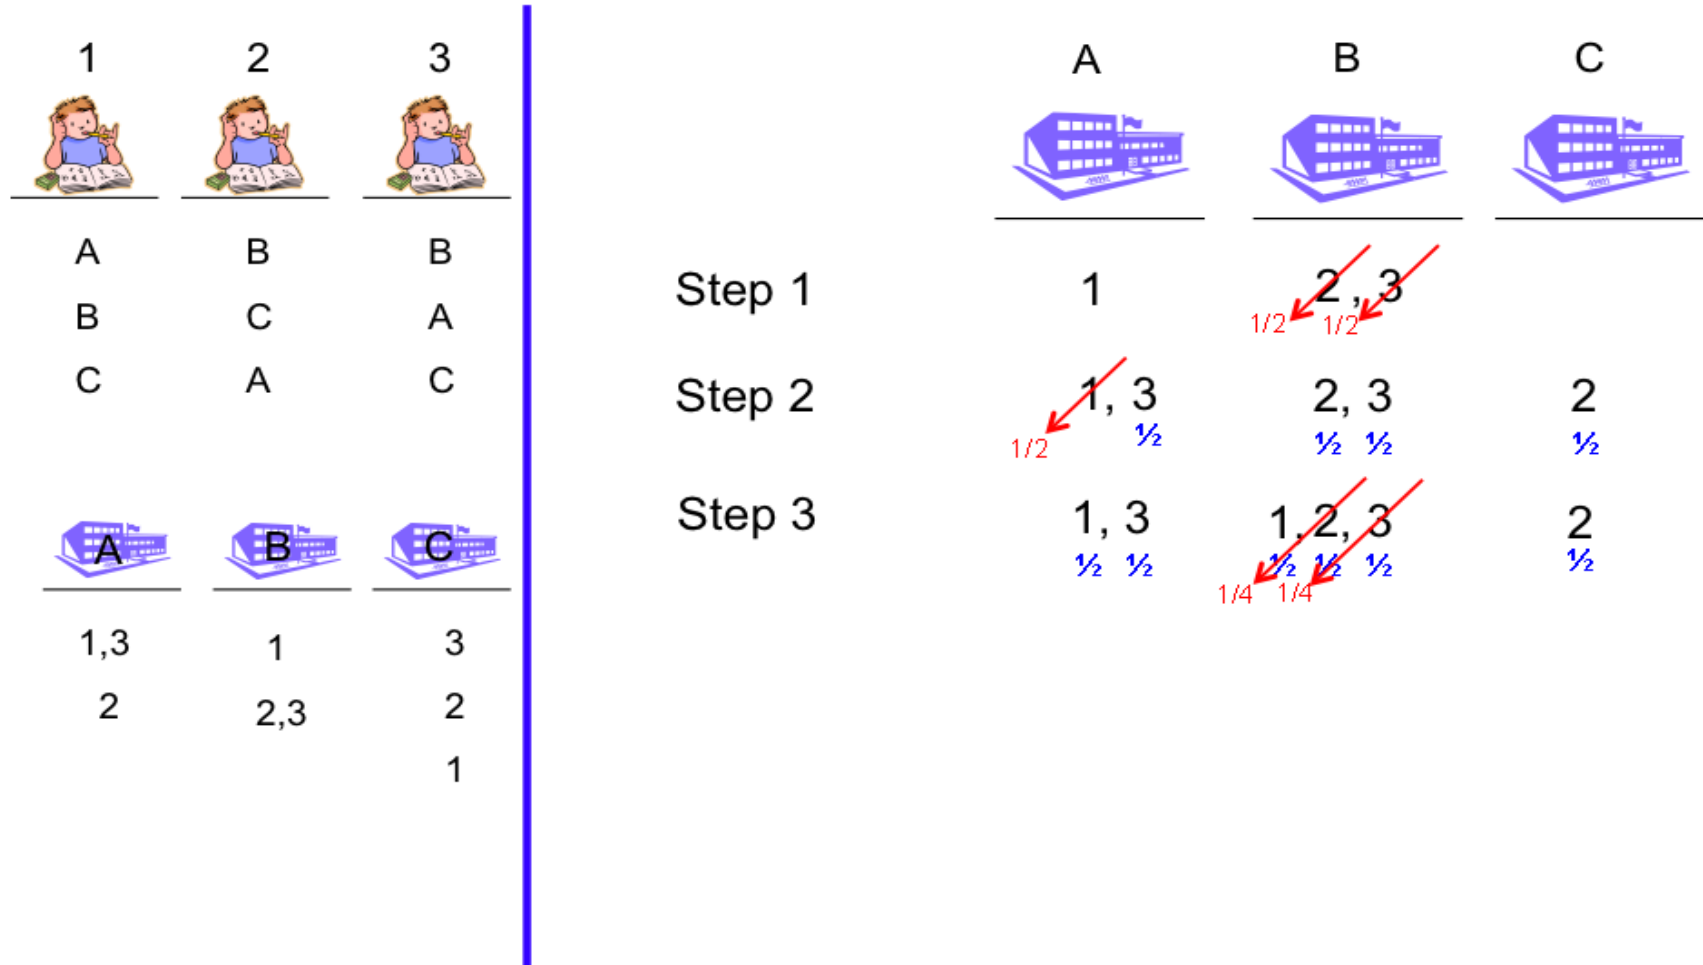 1 2 3
A B B
B C A
C A C
A B C
1,3 1 3
2 2,3 2
1
A B C
Step 1 1 2 , 3
1/2 1/2
Step 2 1, 3 2, 3 2
1/2 ½ ½ ½ ½
Step 3 1, 3 1, 2, 3 2
½ ½ ½ ½ ½ ½
1/4 1/4